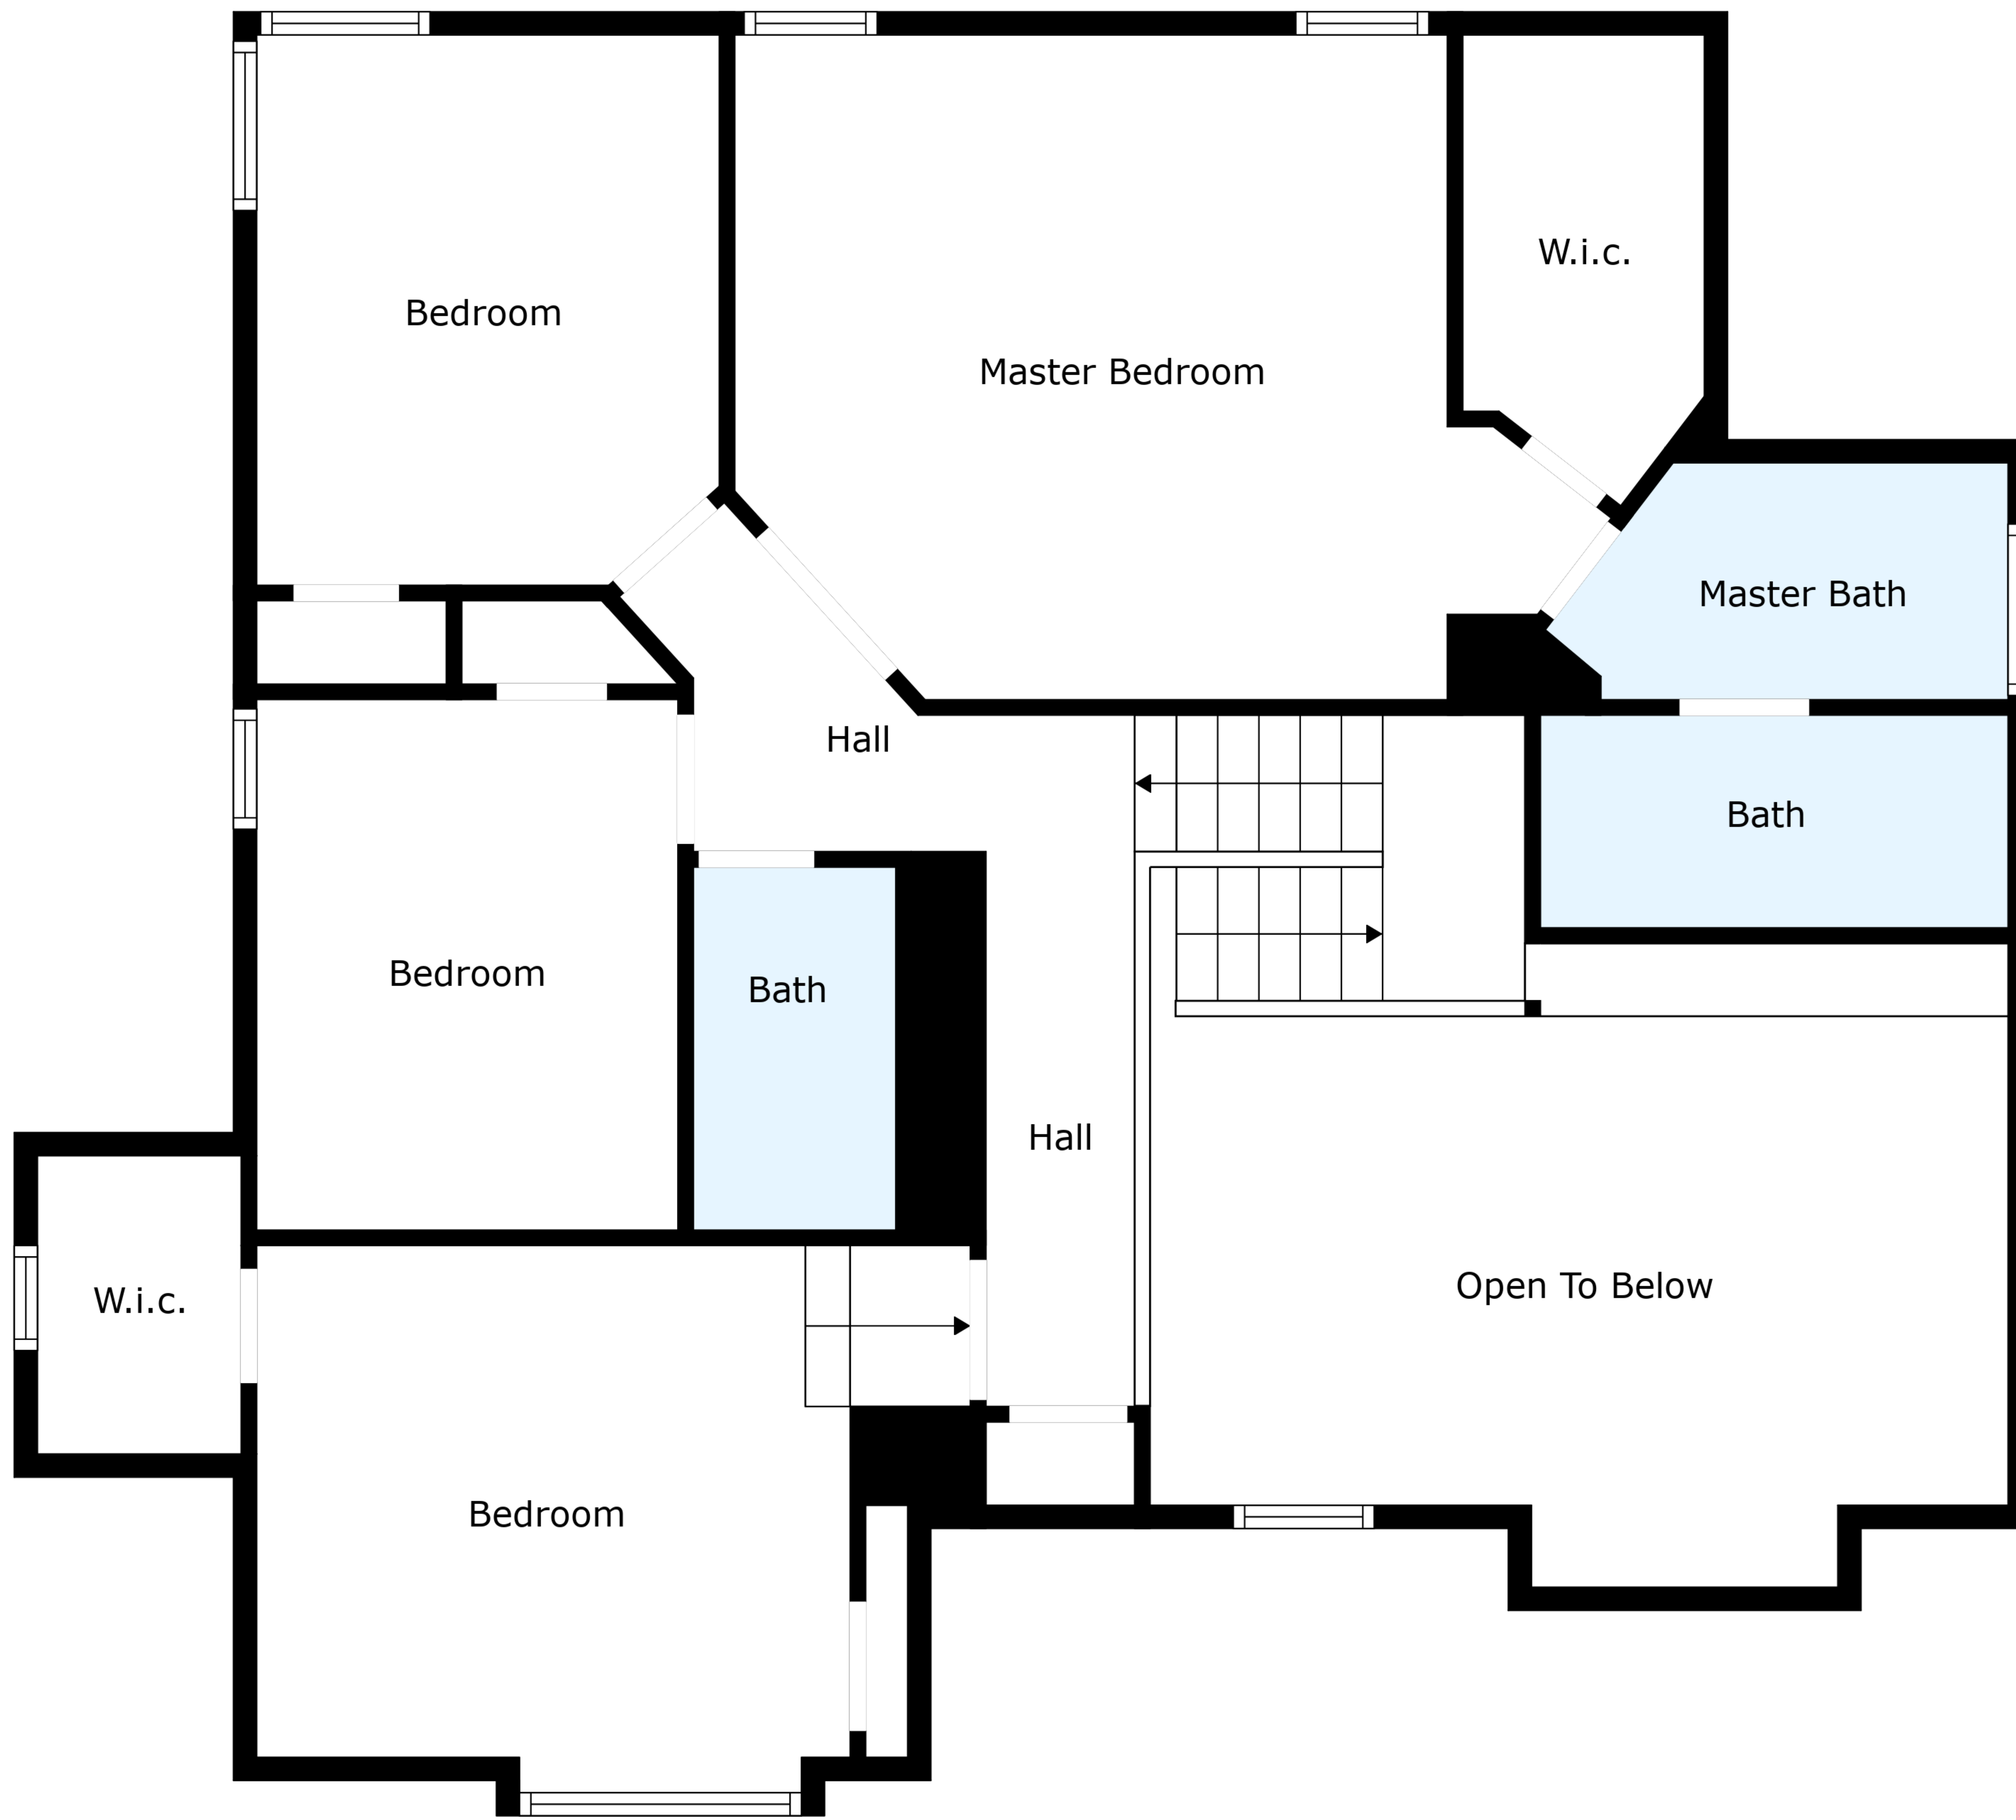 W.i.c.
Bedroom
Master Bedroom
Master Bath
Hall
Bath
Bedroom
Bath
Hall
Open To Below
W.i.c.
Bedroom